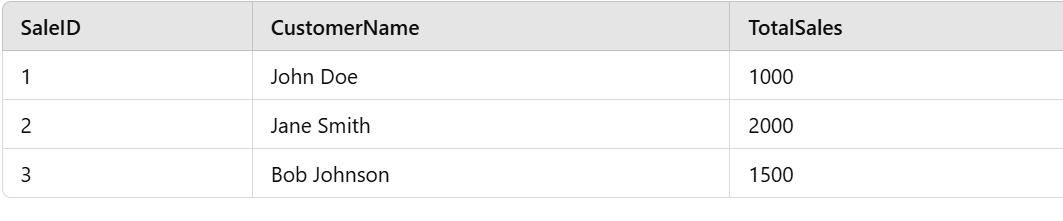 SaleID CustomerName TotalSales
1 John Doe 1000
2 Jane Smith 2000
3 Bob Johnson 1500